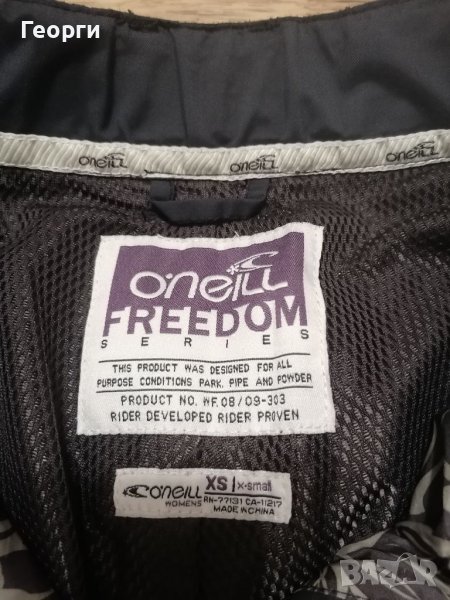 Георги
O'NEILL
O'NEILL
O'NEILL
O'NEILL
FREEDOM
SERIES
THIS PRODUCT WAS DESIGNED FOR ALL
PURPOSE CONDITIONS PARK, PIPE AND POWDER
PRODUCT NO. WF.08/09-303
RIDER DEVELOPED RIDER PROVEN
O'NEILL XS | x-small
WOMENS RN-77131 CA-11217
MADE IN CHINA
BAZAR